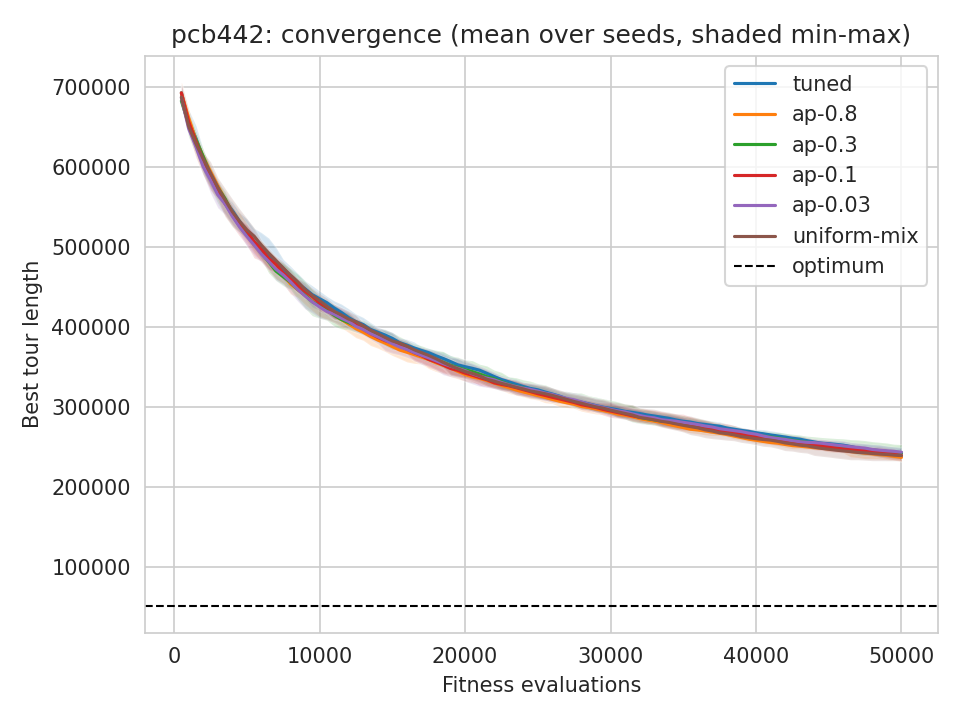 pcb442: convergence (mean over seeds, shaded min-max)
Best tour length
700000
600000
500000
400000
300000
200000
100000
tuned
ap-0.8
ap-0.3
ap-0.1
ap-0.03
uniform-mix
optimum
0 10000 20000 30000 40000 50000
Fitness evaluations